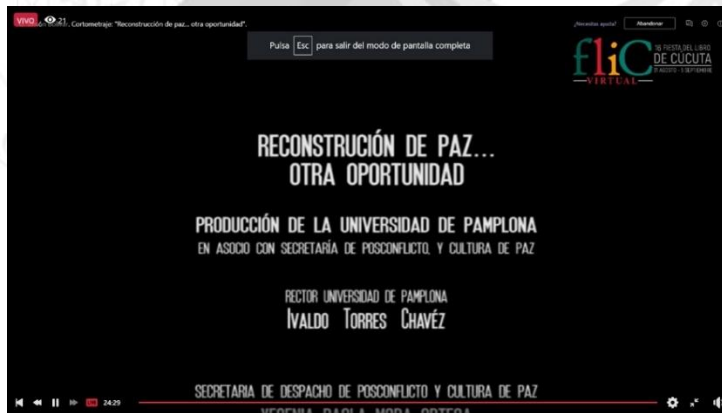 VIVO 21
Cortometraje: "Reconstrucción de paz... otra oportunidad".
¿Necesitas ayuda? Abandonar
Pulsa Esc para salir del modo de pantalla completa
fliC
VIRTUAL
16 FIESTA DEL LIBRO
DE CÚCUTA
RECONSTRUCIÓN DE PAZ...
OTRA OPORTUNIDAD
PRODUCCIÓN DE LA UNIVERSIDAD DE PAMPLONA
EN ASOCIO CON SECRETARÍA DE POSCONFLICTO, Y CULTURA DE PAZ
RECTOR UNIVERSIDAD DE PAMPLONA
IVALDO TORRES CHAVÉZ
SECRETARIA DE DESPACHO DE POSCONFLICTO Y CULTURA DE PAZ
24:29